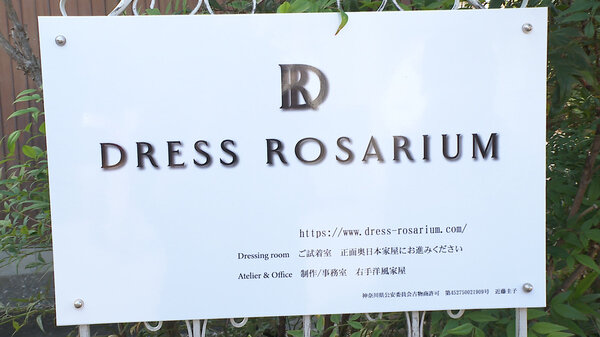 RD
DRESS ROSARIUM
https://www.dress-rosarium.com/
Dressing room ご試着室 正面奥日本家屋にお進みください
Atelier & Office 制作/事務室 右手洋風家屋
神奈川県公安委員会古物商許可 第452750021909号 近藤圭子